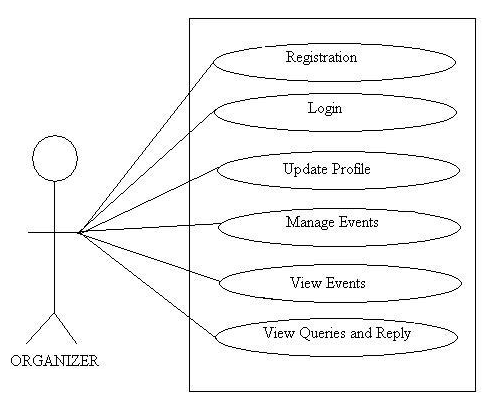 Registration
Login
Update Profile
Manage Events
View Events
View Queries and Reply
ORGANIZER